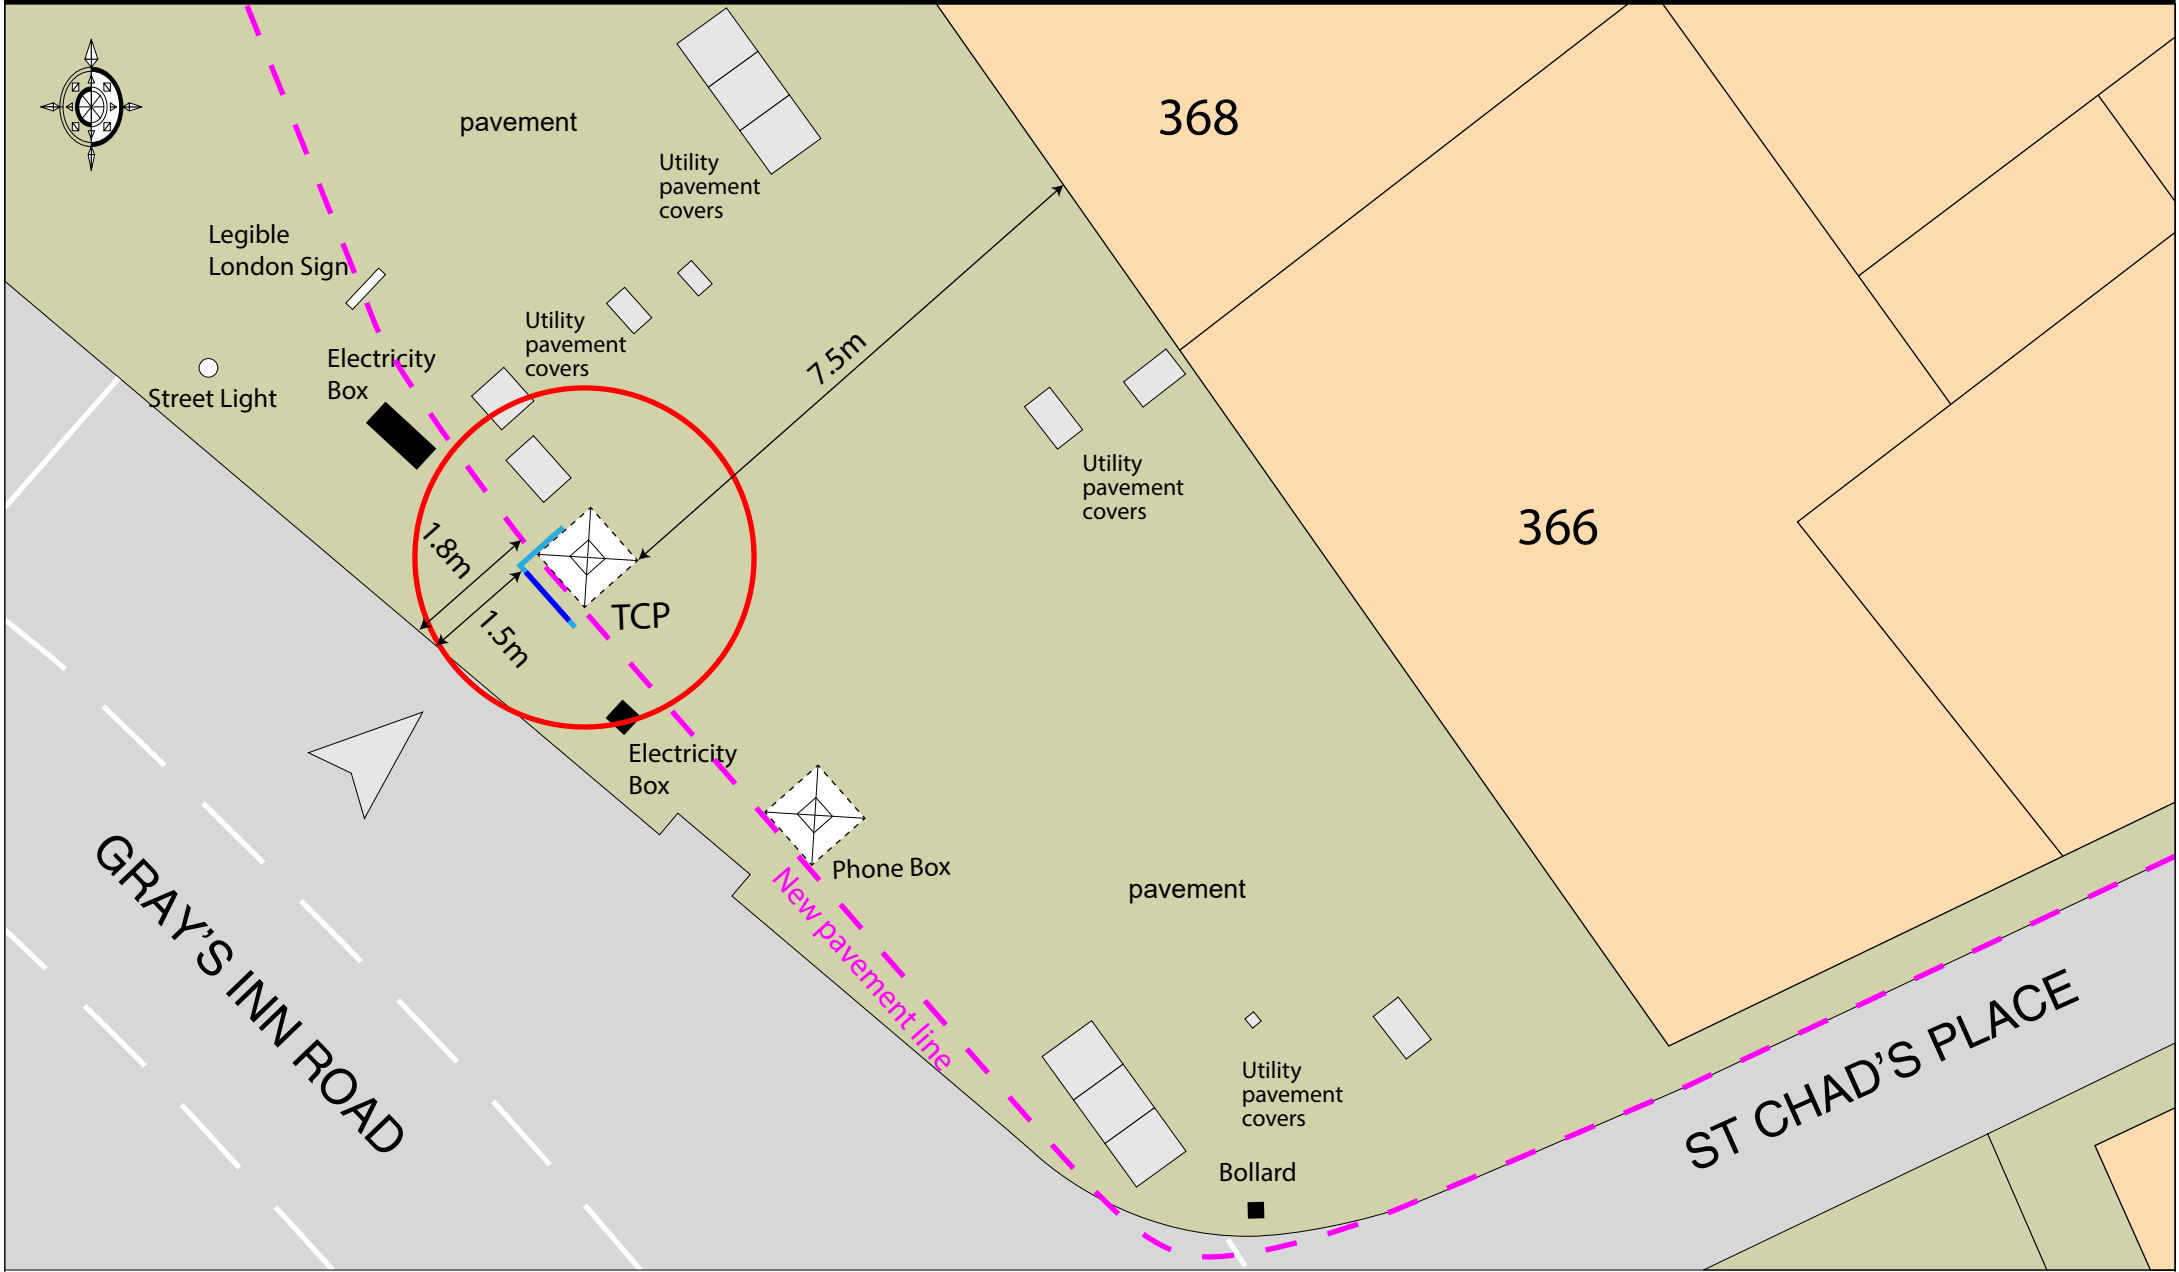 368
pavement
Utility
pavement
covers
Legible
London Sign
Utility
pavement
covers
7.5m
Electricity
Box
Street Light
Utility
pavement
covers
366
1.8m
TCP
1.5m
Electricity
Box
Phone Box
pavement
New pavement line
GRAY'S INN ROAD
ST CHAD'S PLACE
Utility
pavement
covers
Bollard